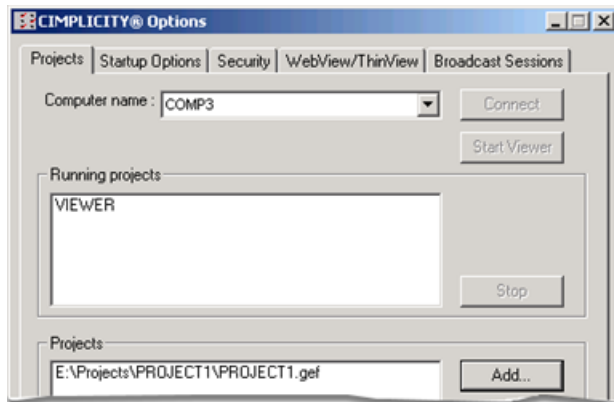 CIMPLICITY® Options
Projects Startup Options Security WebView/ThinView Broadcast Sessions
Computer name : COMP3 Connect
Start Viewer
Running projects
VIEWER
Stop
Projects
E:\Projects\PROJECT1\PROJECT1.gef Add...